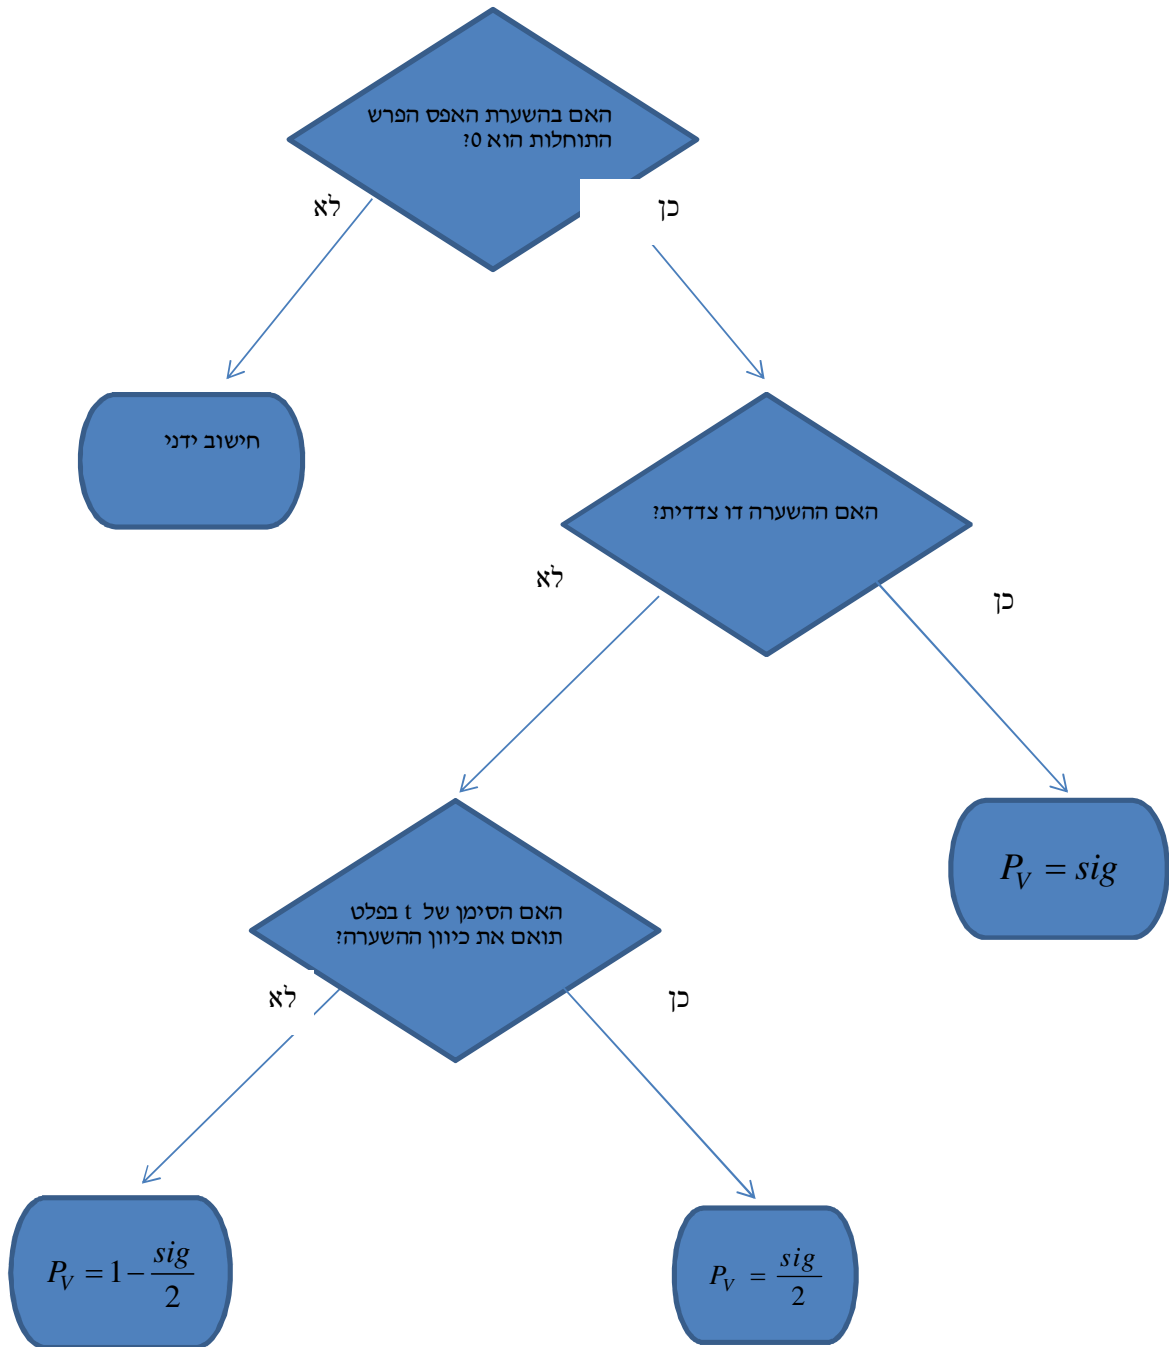 האם בהשערת האפס הפרש
התוחלות הוא 0?
לא
כן
חישוב ידני
האם ההשערה דו צדדית?
לא
כן
P_V = sig
האם הסימן של t בפלט
תואם את כיוון ההשערה?
לא
כן
P_V = 1 − sig/2
P_V = sig/2